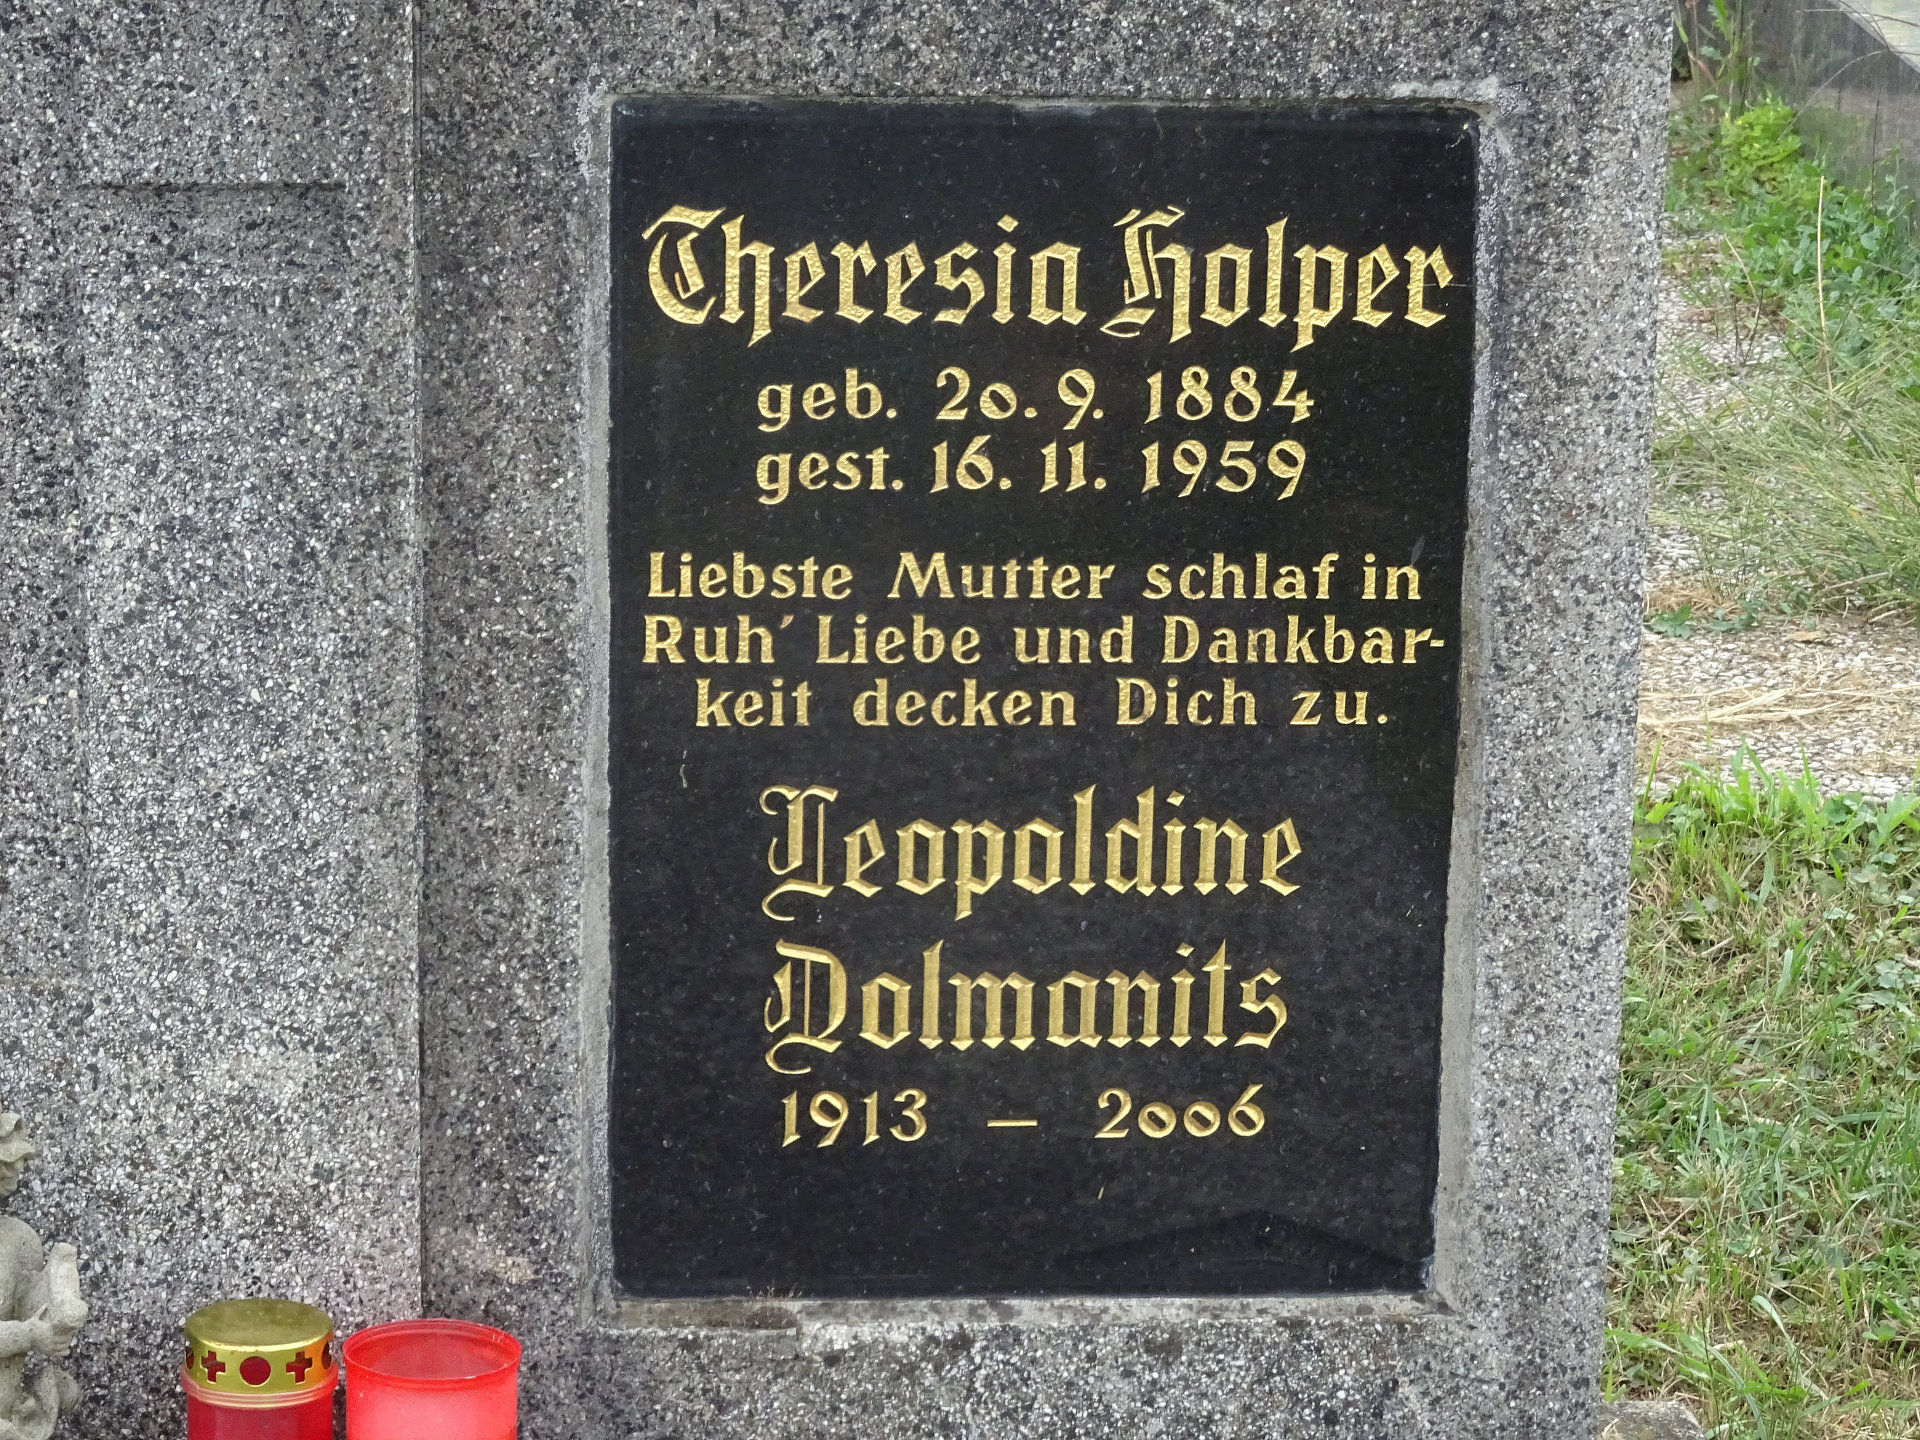 Theresia Holper
geb. 20. 9. 1884
gest. 16. 11. 1959
Liebste Mutter schlaf in
Ruh' Liebe und Dankbar-
keit decken Dich zu.
Leopoldine
Dolmanits
1913 – 2006